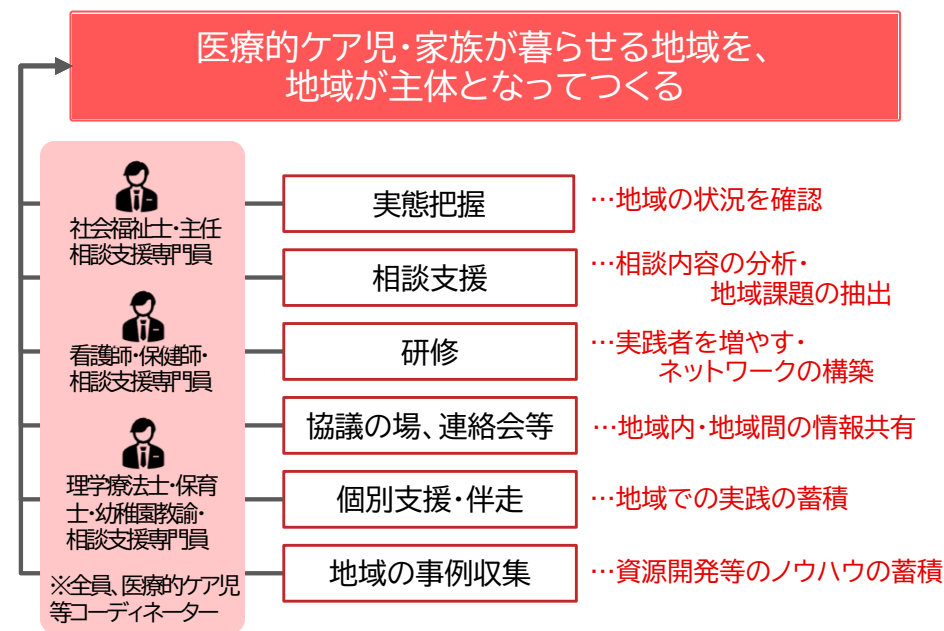 医療的ケア児・家族が暮らせる地域を、
地域が主体となってつくる
社会福祉士・主任
相談支援専門員
看護師・保健師・
相談支援専門員
理学療法士・保育
士・幼稚園教諭・
相談支援専門員
※全員、医療的ケア児
等コーディネーター
実態把握
…地域の状況を確認
相談支援
…相談内容の分析・
地域課題の抽出
研修
…実践者を増やす・
ネットワークの構築
協議の場、連絡会等
…地域内・地域間の情報共有
個別支援・伴走
…地域での実践の蓄積
地域の事例収集
…資源開発等のノウハウの蓄積